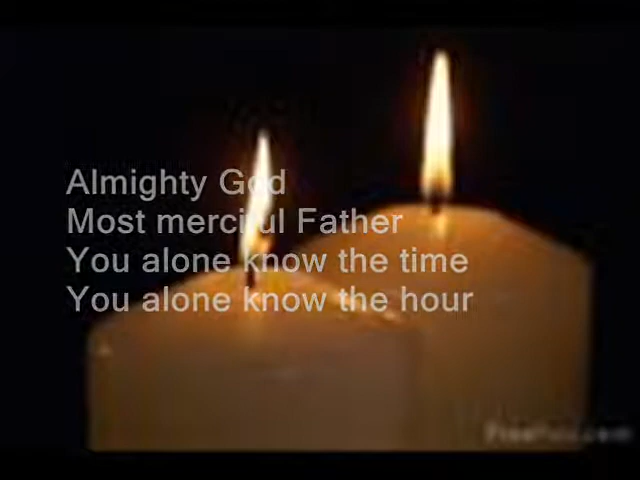 Almighty God
Most merciful Father
You alone know the time
You alone know the hour